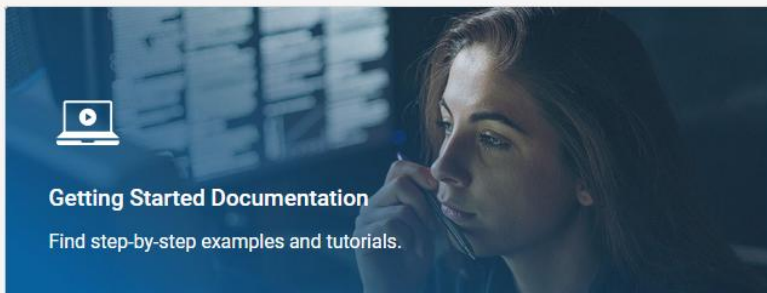 Getting Started Documentation
Find step-by-step examples and tutorials.